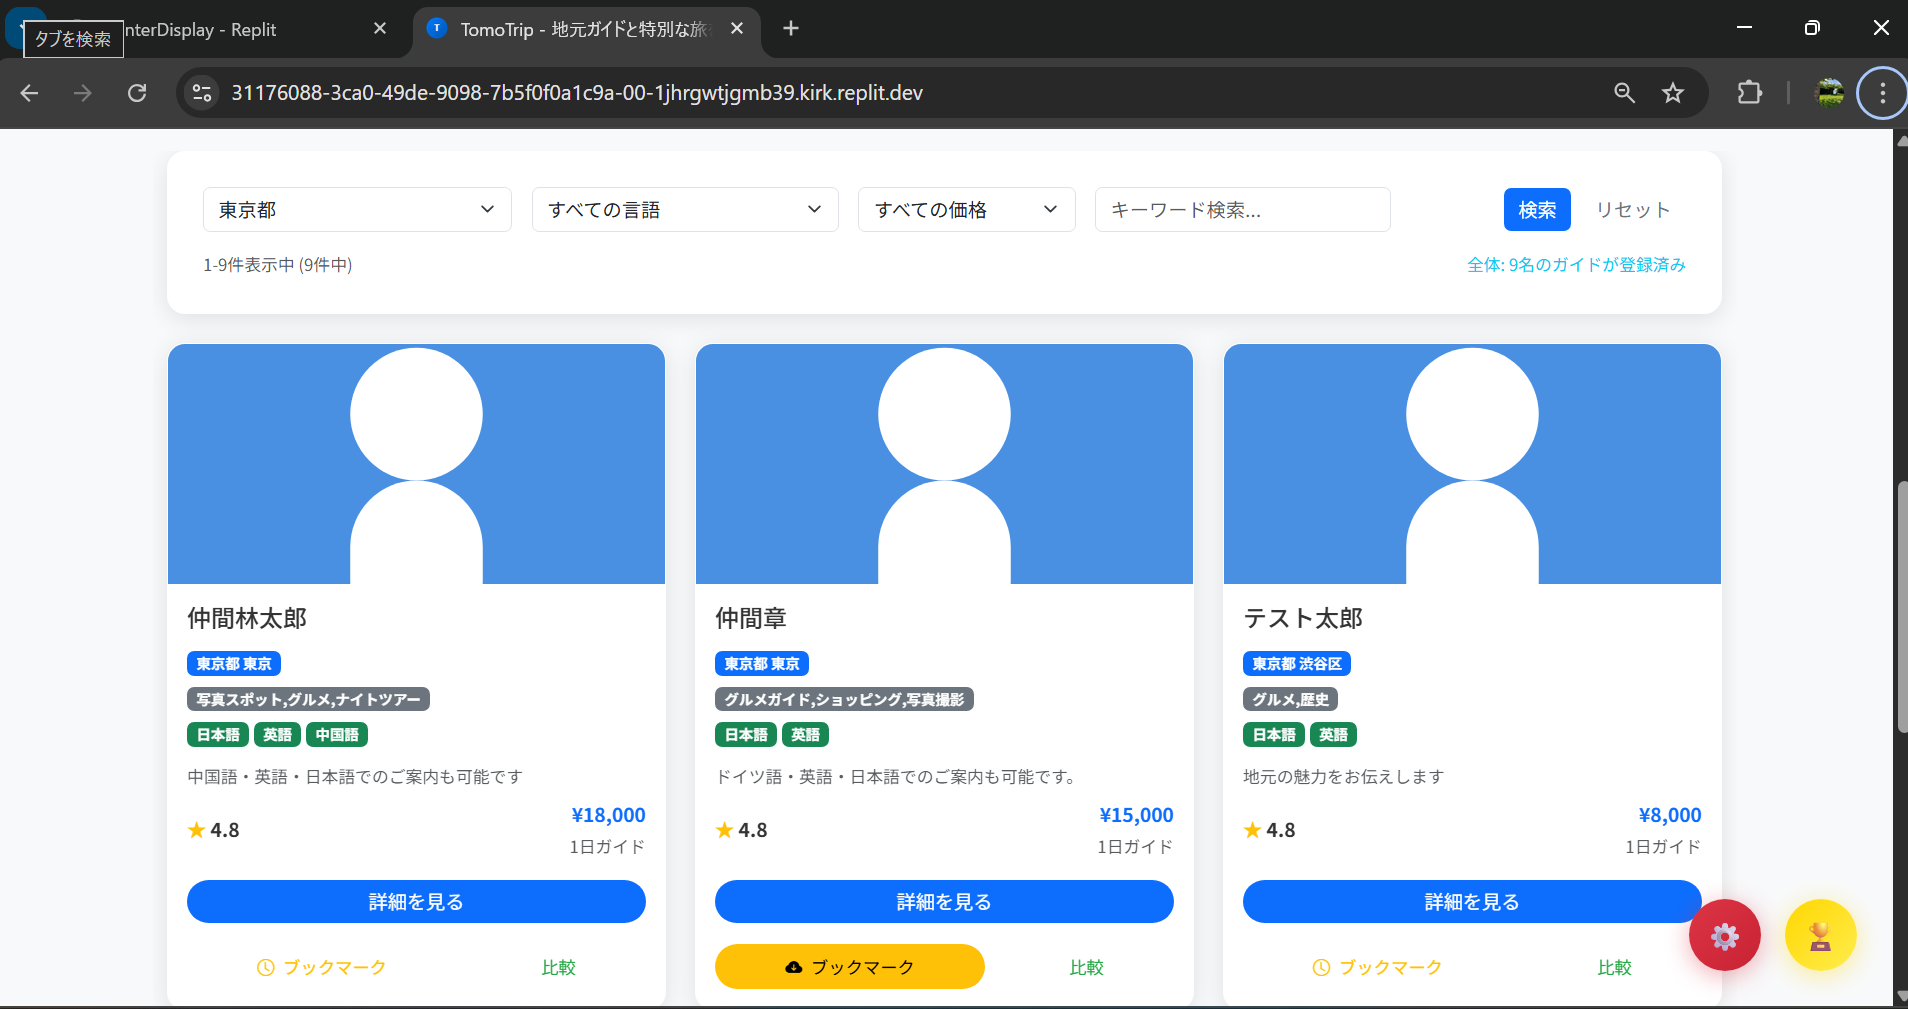 タブを検索
nterDisplay - Replit
T
TomoTrip - 地元ガイドと特別な旅
31176088-3ca0-49de-9098-7b5f0f0a1c9a-00-1jhrgwtjgmb39.kirk.replit.dev
東京都
すべての言語
すべての価格
キーワード検索...
検索
リセット
1-9件表示中 (9件中)
全体: 9名のガイドが登録済み
仲間林太郎
東京都 東京
写真スポット,グルメ,ナイトツアー
日本語 英語 中国語
中国語・英語・日本語でのご案内も可能です
4.8
¥18,000
1日ガイド
詳細を見る
ブックマーク
比較
仲間章
東京都 東京
グルメガイド,ショッピング,写真撮影
日本語 英語
ドイツ語・英語・日本語でのご案内も可能です。
4.8
¥15,000
1日ガイド
詳細を見る
ブックマーク
比較
テスト太郎
東京都 渋谷区
グルメ,歴史
日本語 英語
地元の魅力をお伝えします
4.8
¥8,000
1日ガイド
詳細を見る
ブックマーク
比較